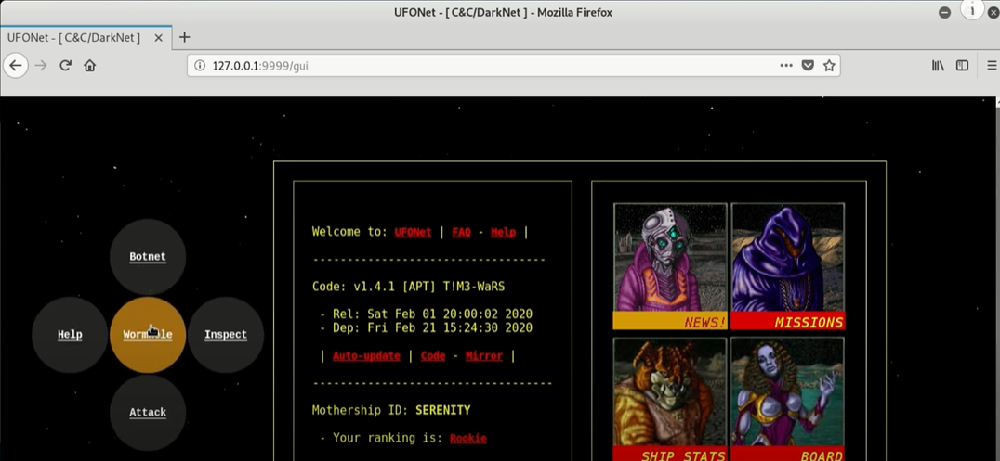 UFONet - [ C&C/DarkNet ] - Mozilla Firefox
UFONet - [ C&C/DarkNet ]
127.0.0.1:9999/gui
Botnet
Help
Inspect
Attack
Welcome to: UFONet | FAQ - Help |
----------------------------------
Code: v1.4.1 [APT] T!M3-WaRS
- Rel: Sat Feb 01 20:00:02 2020
- Dep: Fri Feb 21 15:24:30 2020
| Auto-update | Code - Mirror |
-----------------------------------
Mothership ID: SERENITY
- Your ranking is: Rookie
NEWS!
MISSIONS
SHIP STATS
BOARD